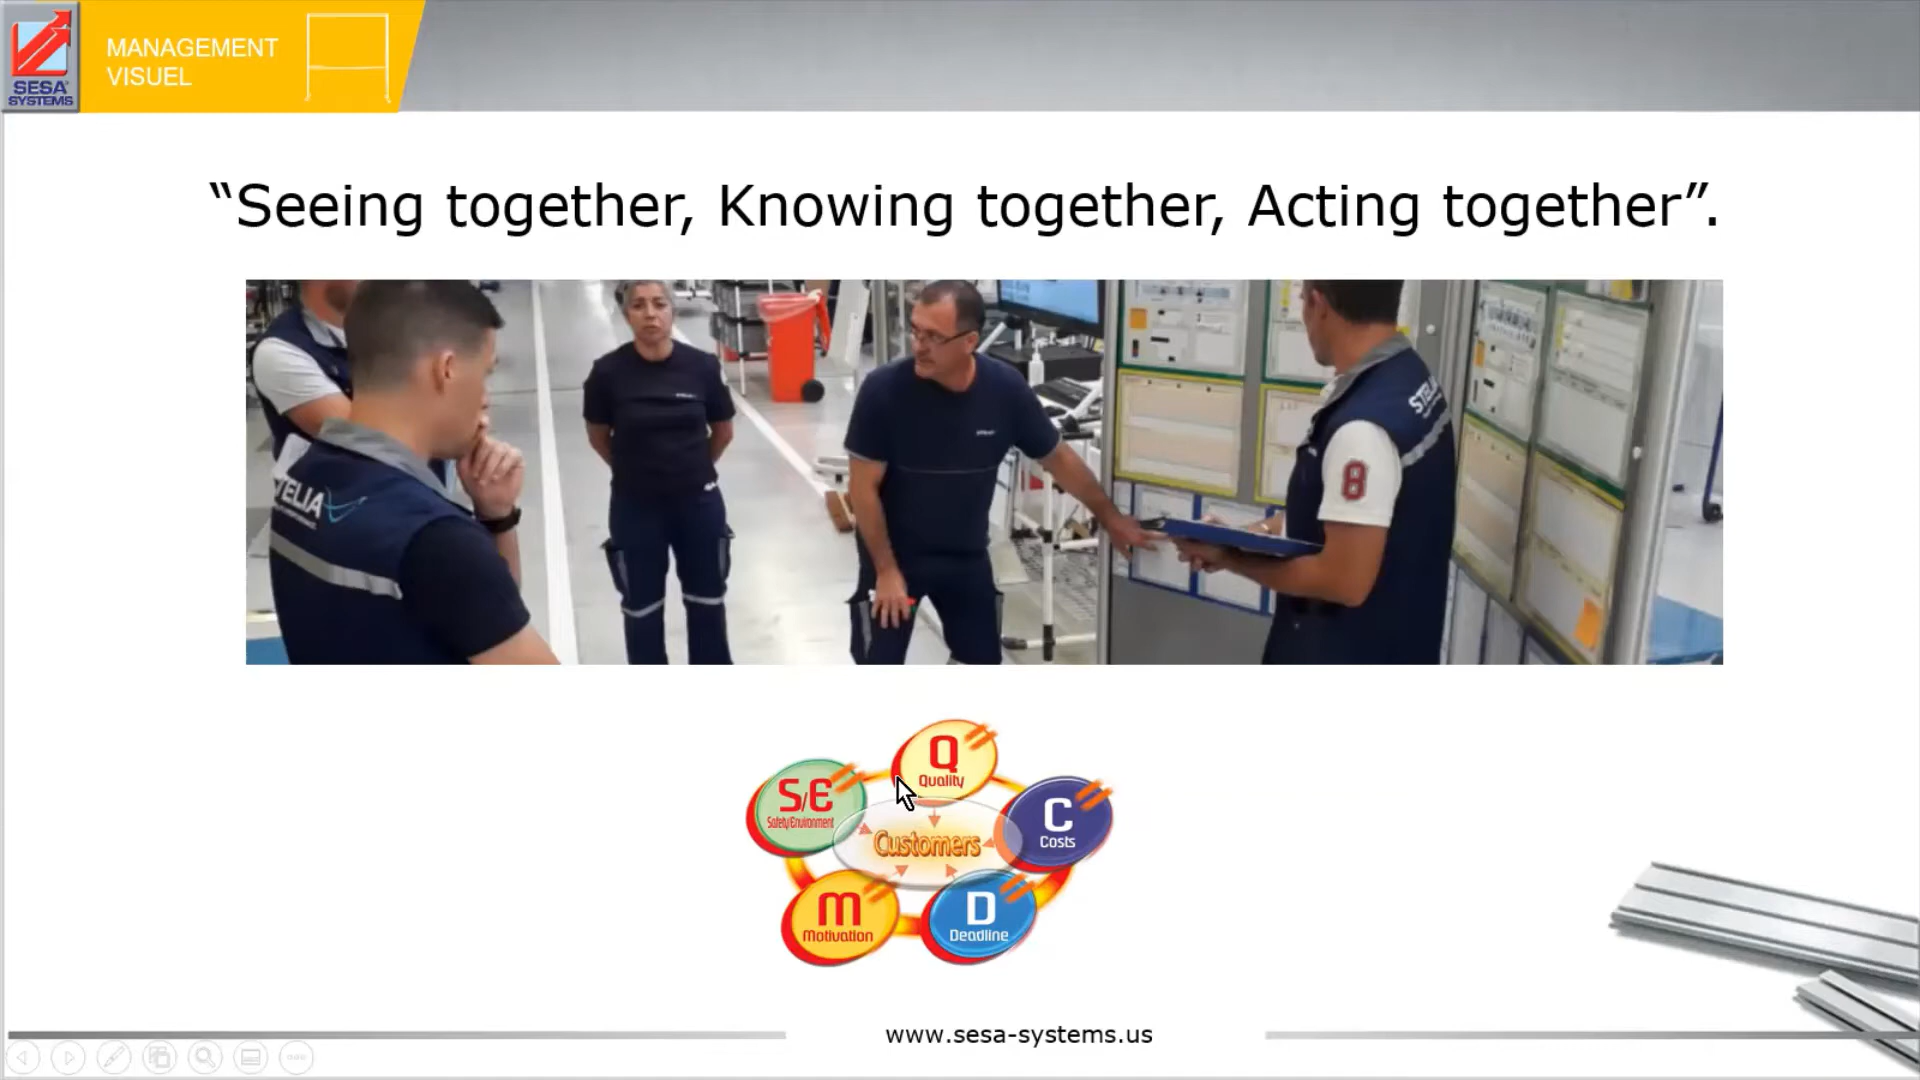 SESA
SYSTEMS
MANAGEMENT
VISUEL
“Seeing together, Knowing together, Acting together”.
STELIA
8
Q
Quality
S/E
Safety/Environment
C
Costs
Customers
M
Motivation
D
Deadline
www.sesa-systems.us